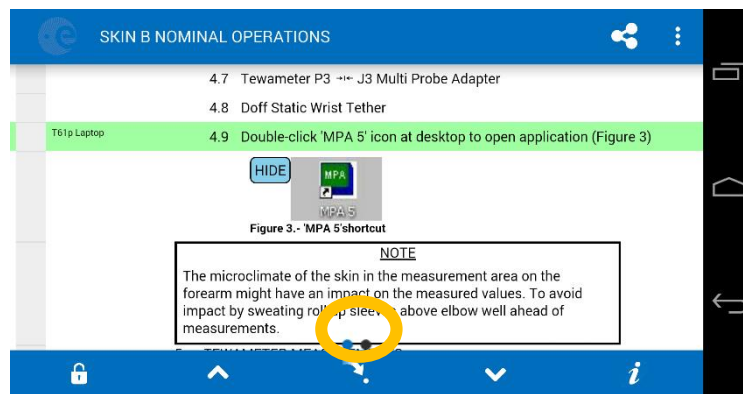 SKIN B NOMINAL OPERATIONS
4.7 Tewameter P3 →|← J3 Multi Probe Adapter
4.8 Doff Static Wrist Tether
T61p Laptop 4.9 Double-click 'MPA 5' icon at desktop to open application (Figure 3)
HIDE
MPA
MPA 5
Figure 3.- 'MPA 5'shortcut
NOTE
The microclimate of the skin in the measurement area on the
forearm might have an impact on the measured values. To avoid
impact by sweating roll up sleeves above elbow well ahead of
measurements.